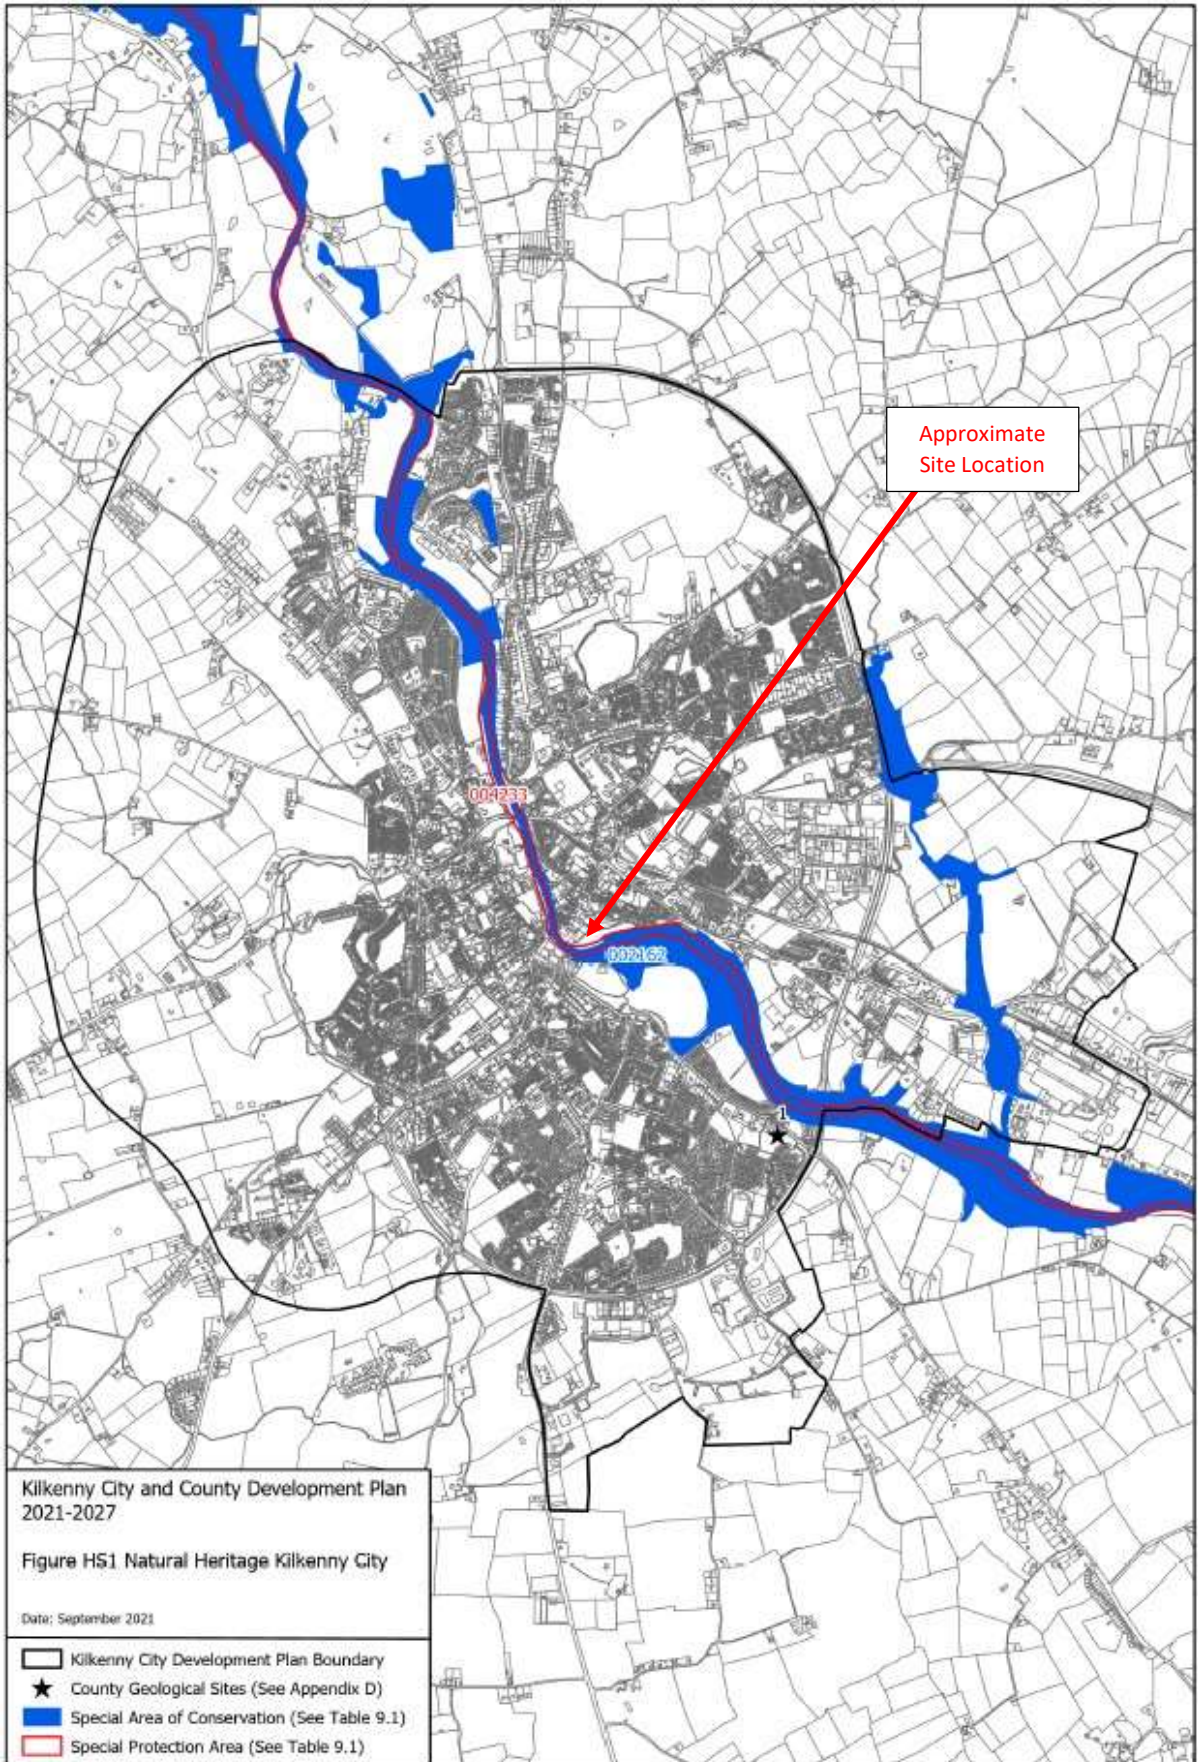 Approximate
Site Location
004233
002162
1
Kilkenny City and County Development Plan
2021-2027
Figure HS1 Natural Heritage Kilkenny City
Date: September 2021
Kilkenny City Development Plan Boundary
County Geological Sites (See Appendix D)
Special Area of Conservation (See Table 9.1)
Special Protection Area (See Table 9.1)